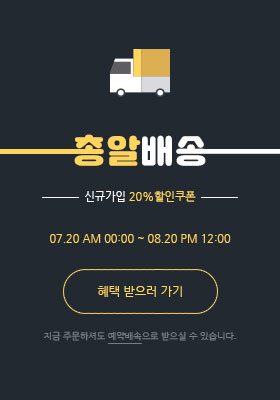 총알배송
신규가입 20%할인쿠폰
07.20 AM 00:00 ~ 08.20 PM 12:00
혜택 받으러 가기
지금 주문하셔도 예약배송으로 받으실 수 있습니다.